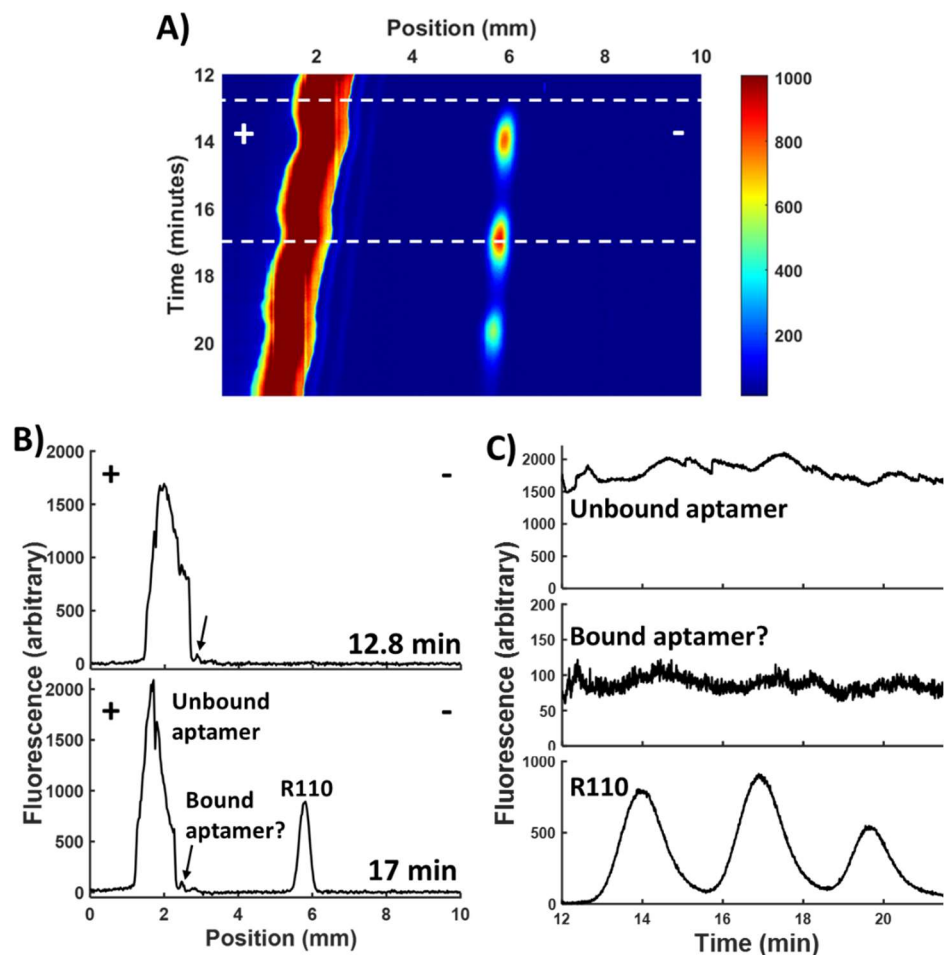 A)
Position (mm)
2 4 6 8 10
Time (minutes)
12
14
16
18
20
+ -
1000
800
600
400
200
B)
Fluorescence (arbitrary)
2000
1500
1000
500
0
+ -
12.8 min
2000
1500
1000
500
0
+ -
Unbound
aptamer
Bound
aptamer?
R110
17 min
0 2 4 6 8 10
Position (mm)
C)
Fluorescence (arbitrary)
2000
1500
1000
500
0
Unbound aptamer
200
150
100
50
0
Bound aptamer?
1000
500
0
R110
12 14 16 18 20
Time (min)